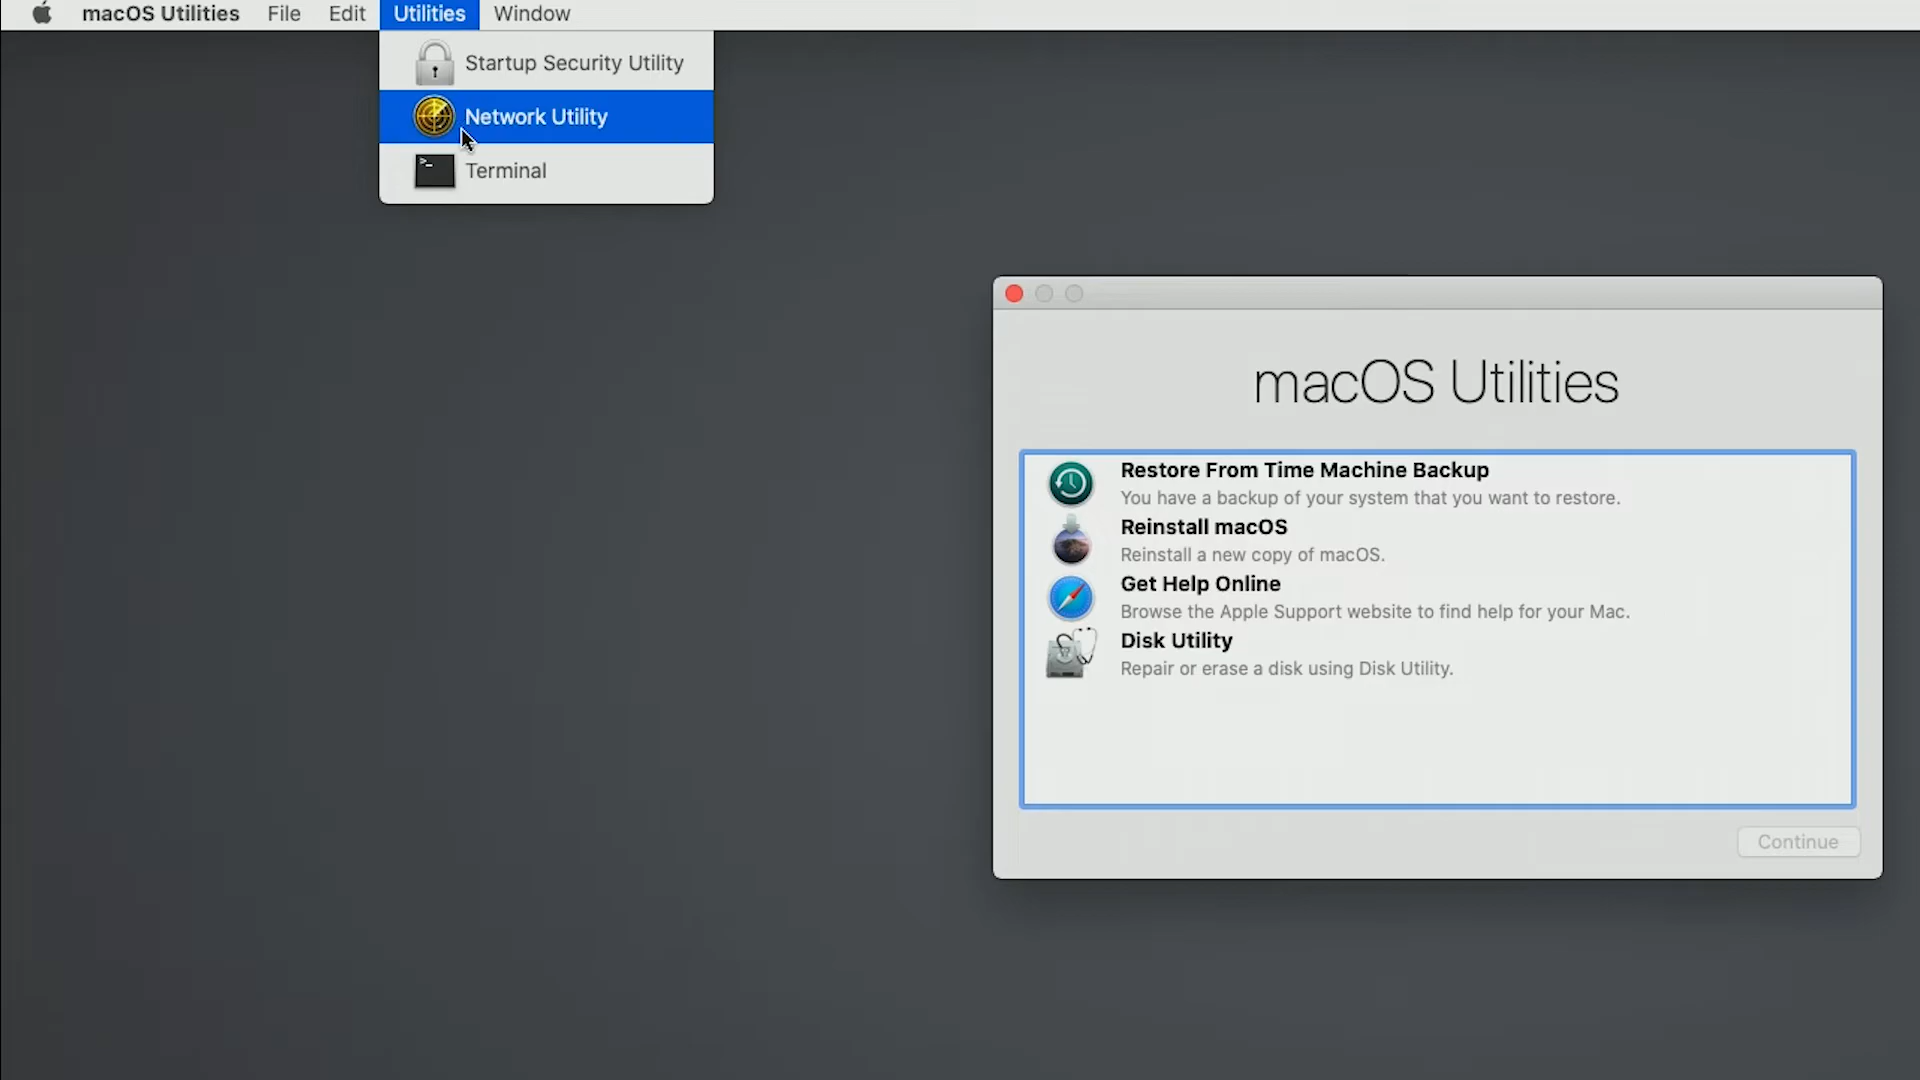 macOS Utilities File Edit Utilities Window
Startup Security Utility
Network Utility
>_ Terminal
macOS Utilities
Restore From Time Machine Backup
You have a backup of your system that you want to restore.
Reinstall macOS
Reinstall a new copy of macOS.
Get Help Online
Browse the Apple Support website to find help for your Mac.
Disk Utility
Repair or erase a disk using Disk Utility.
Continue